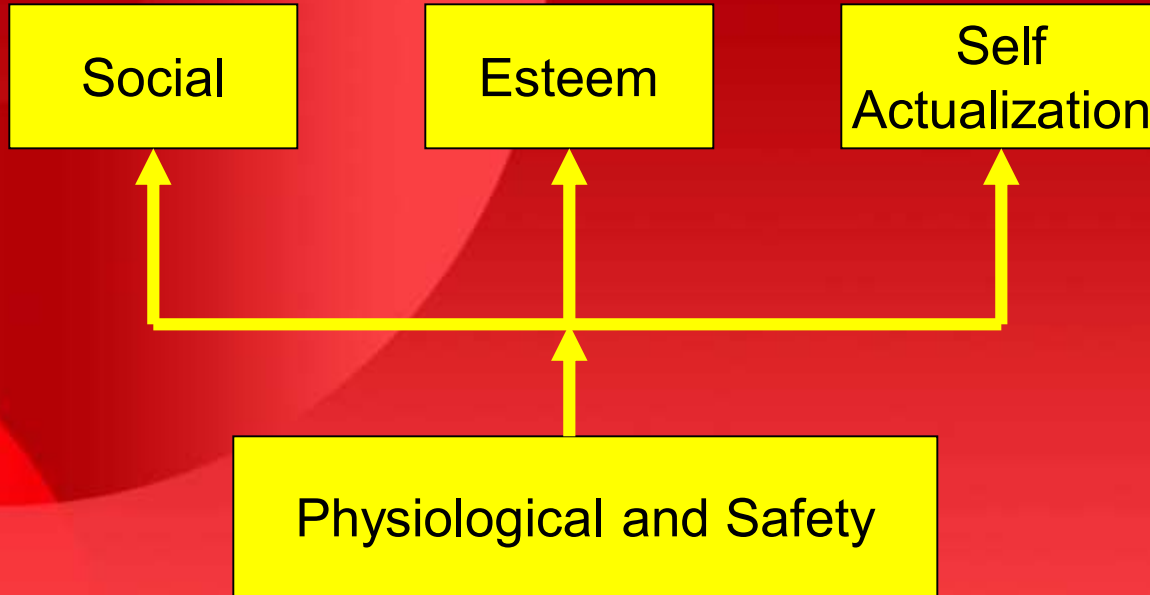 Social
Esteem
Self
Actualization
Physiological and Safety